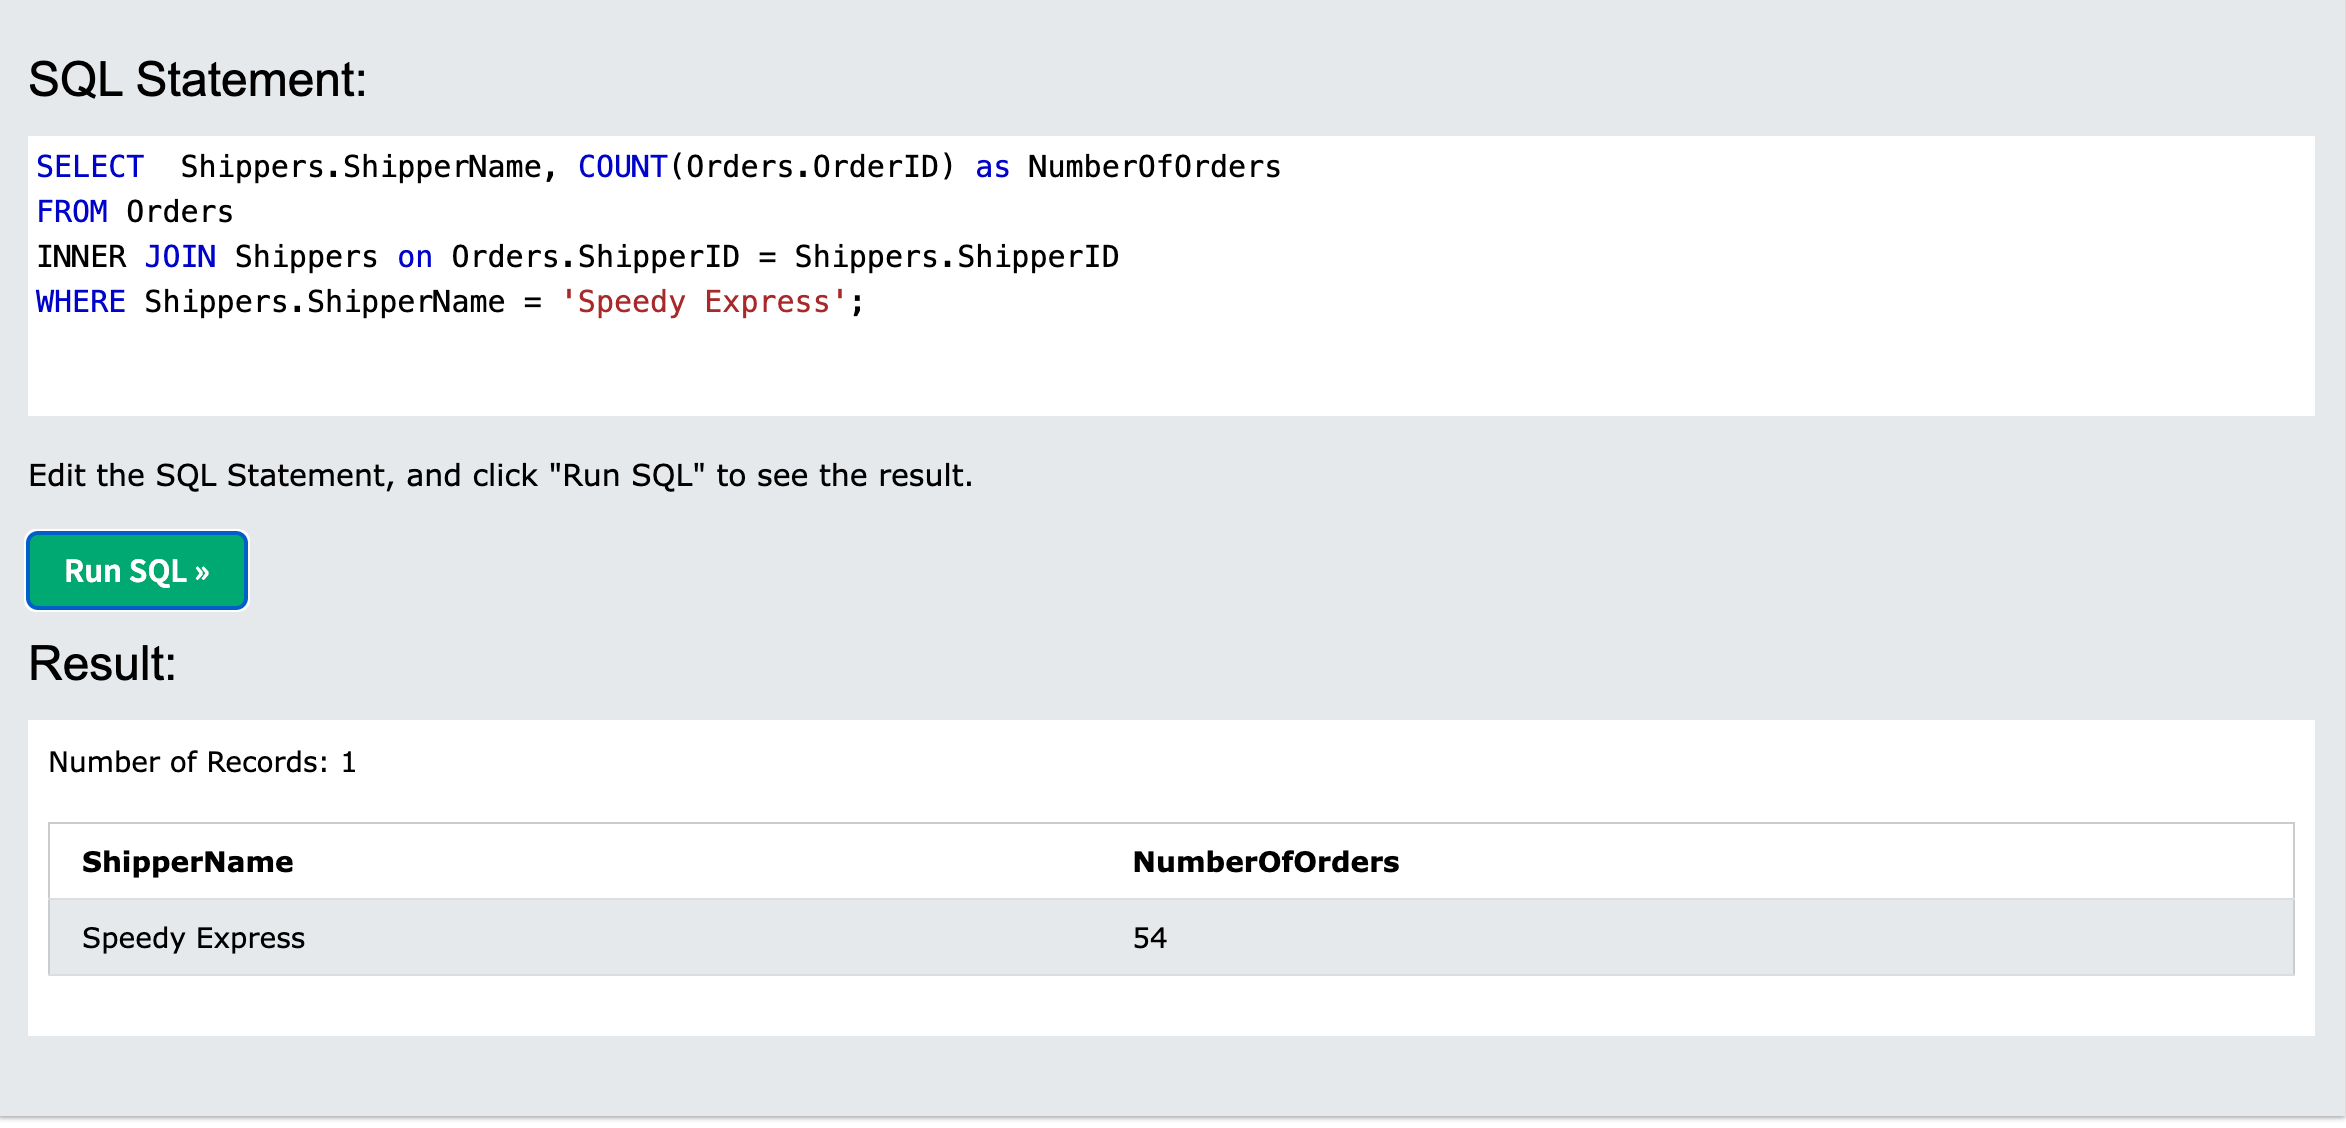 SQL Statement:
SELECT  Shippers.ShipperName, COUNT(Orders.OrderID) as NumberOfOrders
FROM Orders
INNER JOIN Shippers on Orders.ShipperID = Shippers.ShipperID
WHERE Shippers.ShipperName = 'Speedy Express';
Edit the SQL Statement, and click "Run SQL" to see the result.
Run SQL »
Result:
Number of Records: 1
ShipperName NumberOfOrders
Speedy Express 54